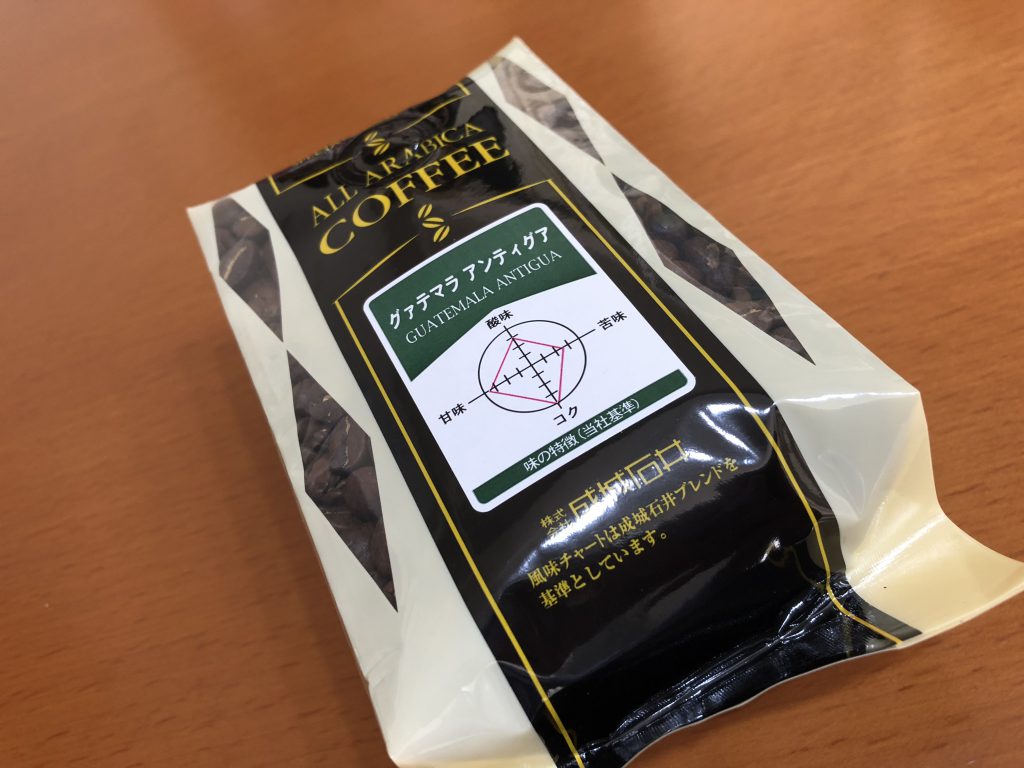 ALL ARABICA
COFFEE
グァテマラ アンティグア
GUATEMALA ANTIGUA
酸味
苦味
甘味
コク
味の特徴(当社基準)
株式
会社
成城石井
風味チャートは成城石井ブレンドを
基準としています。